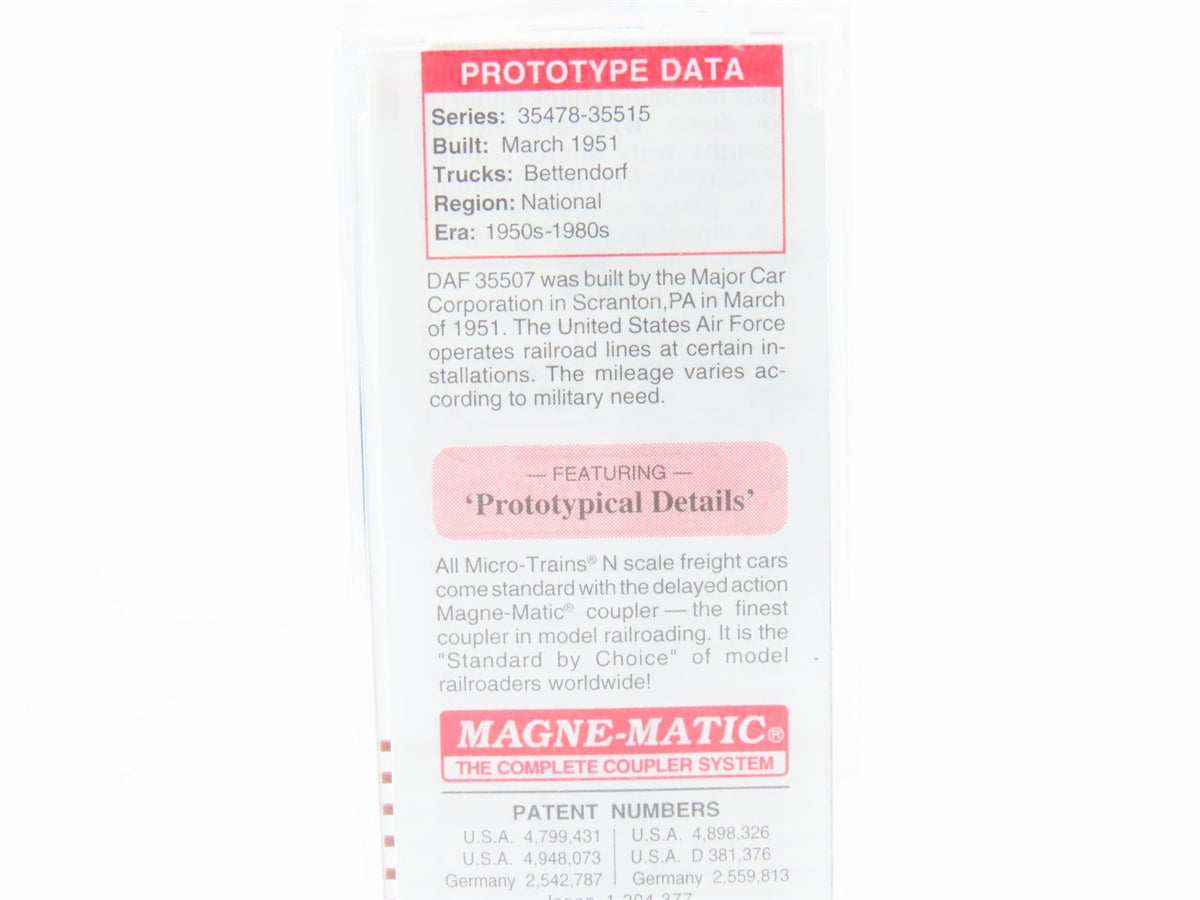 PROTOTYPE DATA
Series: 35478-35515
Built: March 1951
Trucks: Bettendorf
Region: National
Era: 1950s-1980s
DAF 35507 was built by the Major Car
Corporation in Scranton,PA in March
of 1951. The United States Air Force
operates railroad lines at certain in-
stallations. The mileage varies ac-
cording to military need.
— FEATURING —
‘Prototypical Details’
All Micro-Trains® N scale freight cars
come standard with the delayed action
Magne-Matic® coupler — the finest
coupler in model railroading. It is the
"Standard by Choice" of model
railroaders worldwide!
MAGNE-MATIC®
THE COMPLETE COUPLER SYSTEM
PATENT NUMBERS
U.S.A. 4,799,431 U.S.A. 4,898,326
U.S.A. 4,948,073 U.S.A. D 381,376
Germany 2,542,787 Germany 2,559,813
Japan 1,204,377